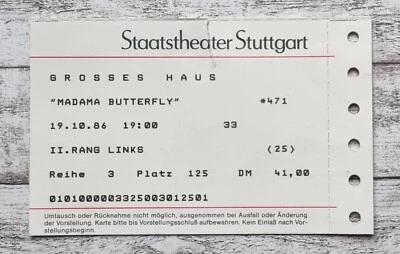 Staatstheater Stuttgart
GROSSES HAUS
"MADAMA BUTTERFLY" *471
19.10.86 19:00 33
II.RANG LINKS (25)
Reihe 3 Platz 125 DM 41,00
0101000003325003012501
Umtausch oder Rücknahme nicht möglich, ausgenommen bei Ausfall oder Änderung
der Vorstellung. Karte bitte bis Vorstellungsschluß aufbewahren. Kein Einlaß nach Vor-
stellungsbeginn.